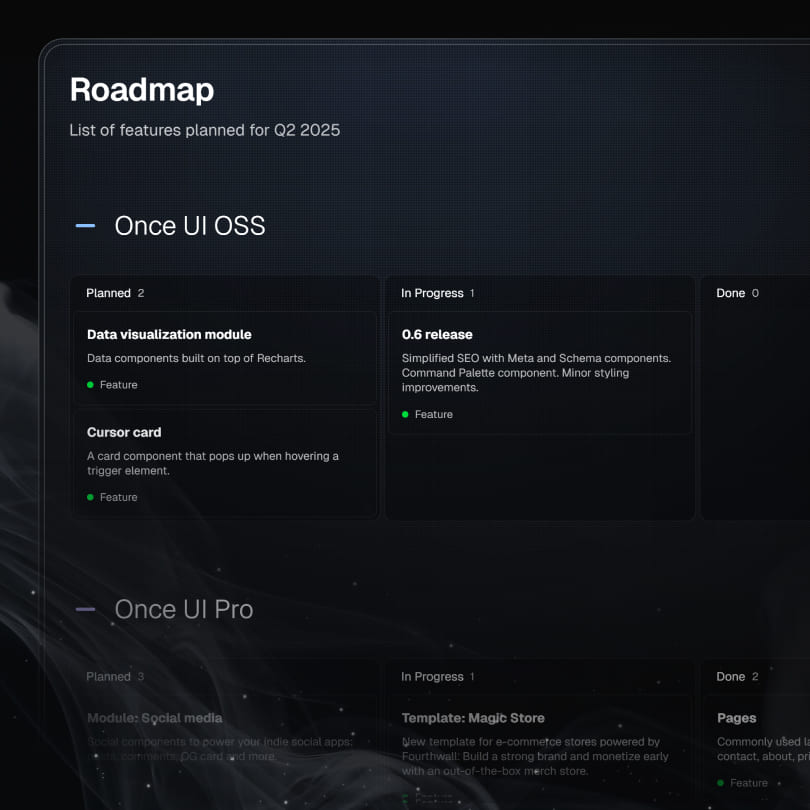 Roadmap
List of features planned for Q2 2025
Once UI OSS
Planned 2
Data visualization module
Data components built on top of Recharts.
Feature
Cursor card
A card component that pops up when hovering a
trigger element.
Feature
In Progress 1
0.6 release
Simplified SEO with Meta and Schema components.
Command Palette component. Minor styling
improvements.
Feature
Done 0
Once UI Pro
Planned 3
Module: Social media
Social components to power your indie social apps:
comments, OG card and more.
In Progress 1
Template: Magic Store
New template for e-commerce stores powered by
Fourthwall: Build a strong brand and monetize early
with an out-of-the-box merch store.
Feature
Done 2
Pages
Commonly used
contact, about,
Feature